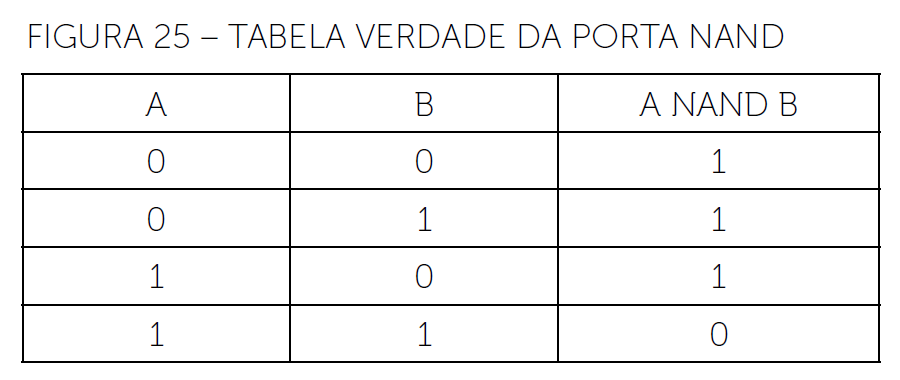 FIGURA 25 – TABELA VERDADE DA PORTA NAND
A B A NAND B
0 0 1
0 1 1
1 0 1
1 1 0